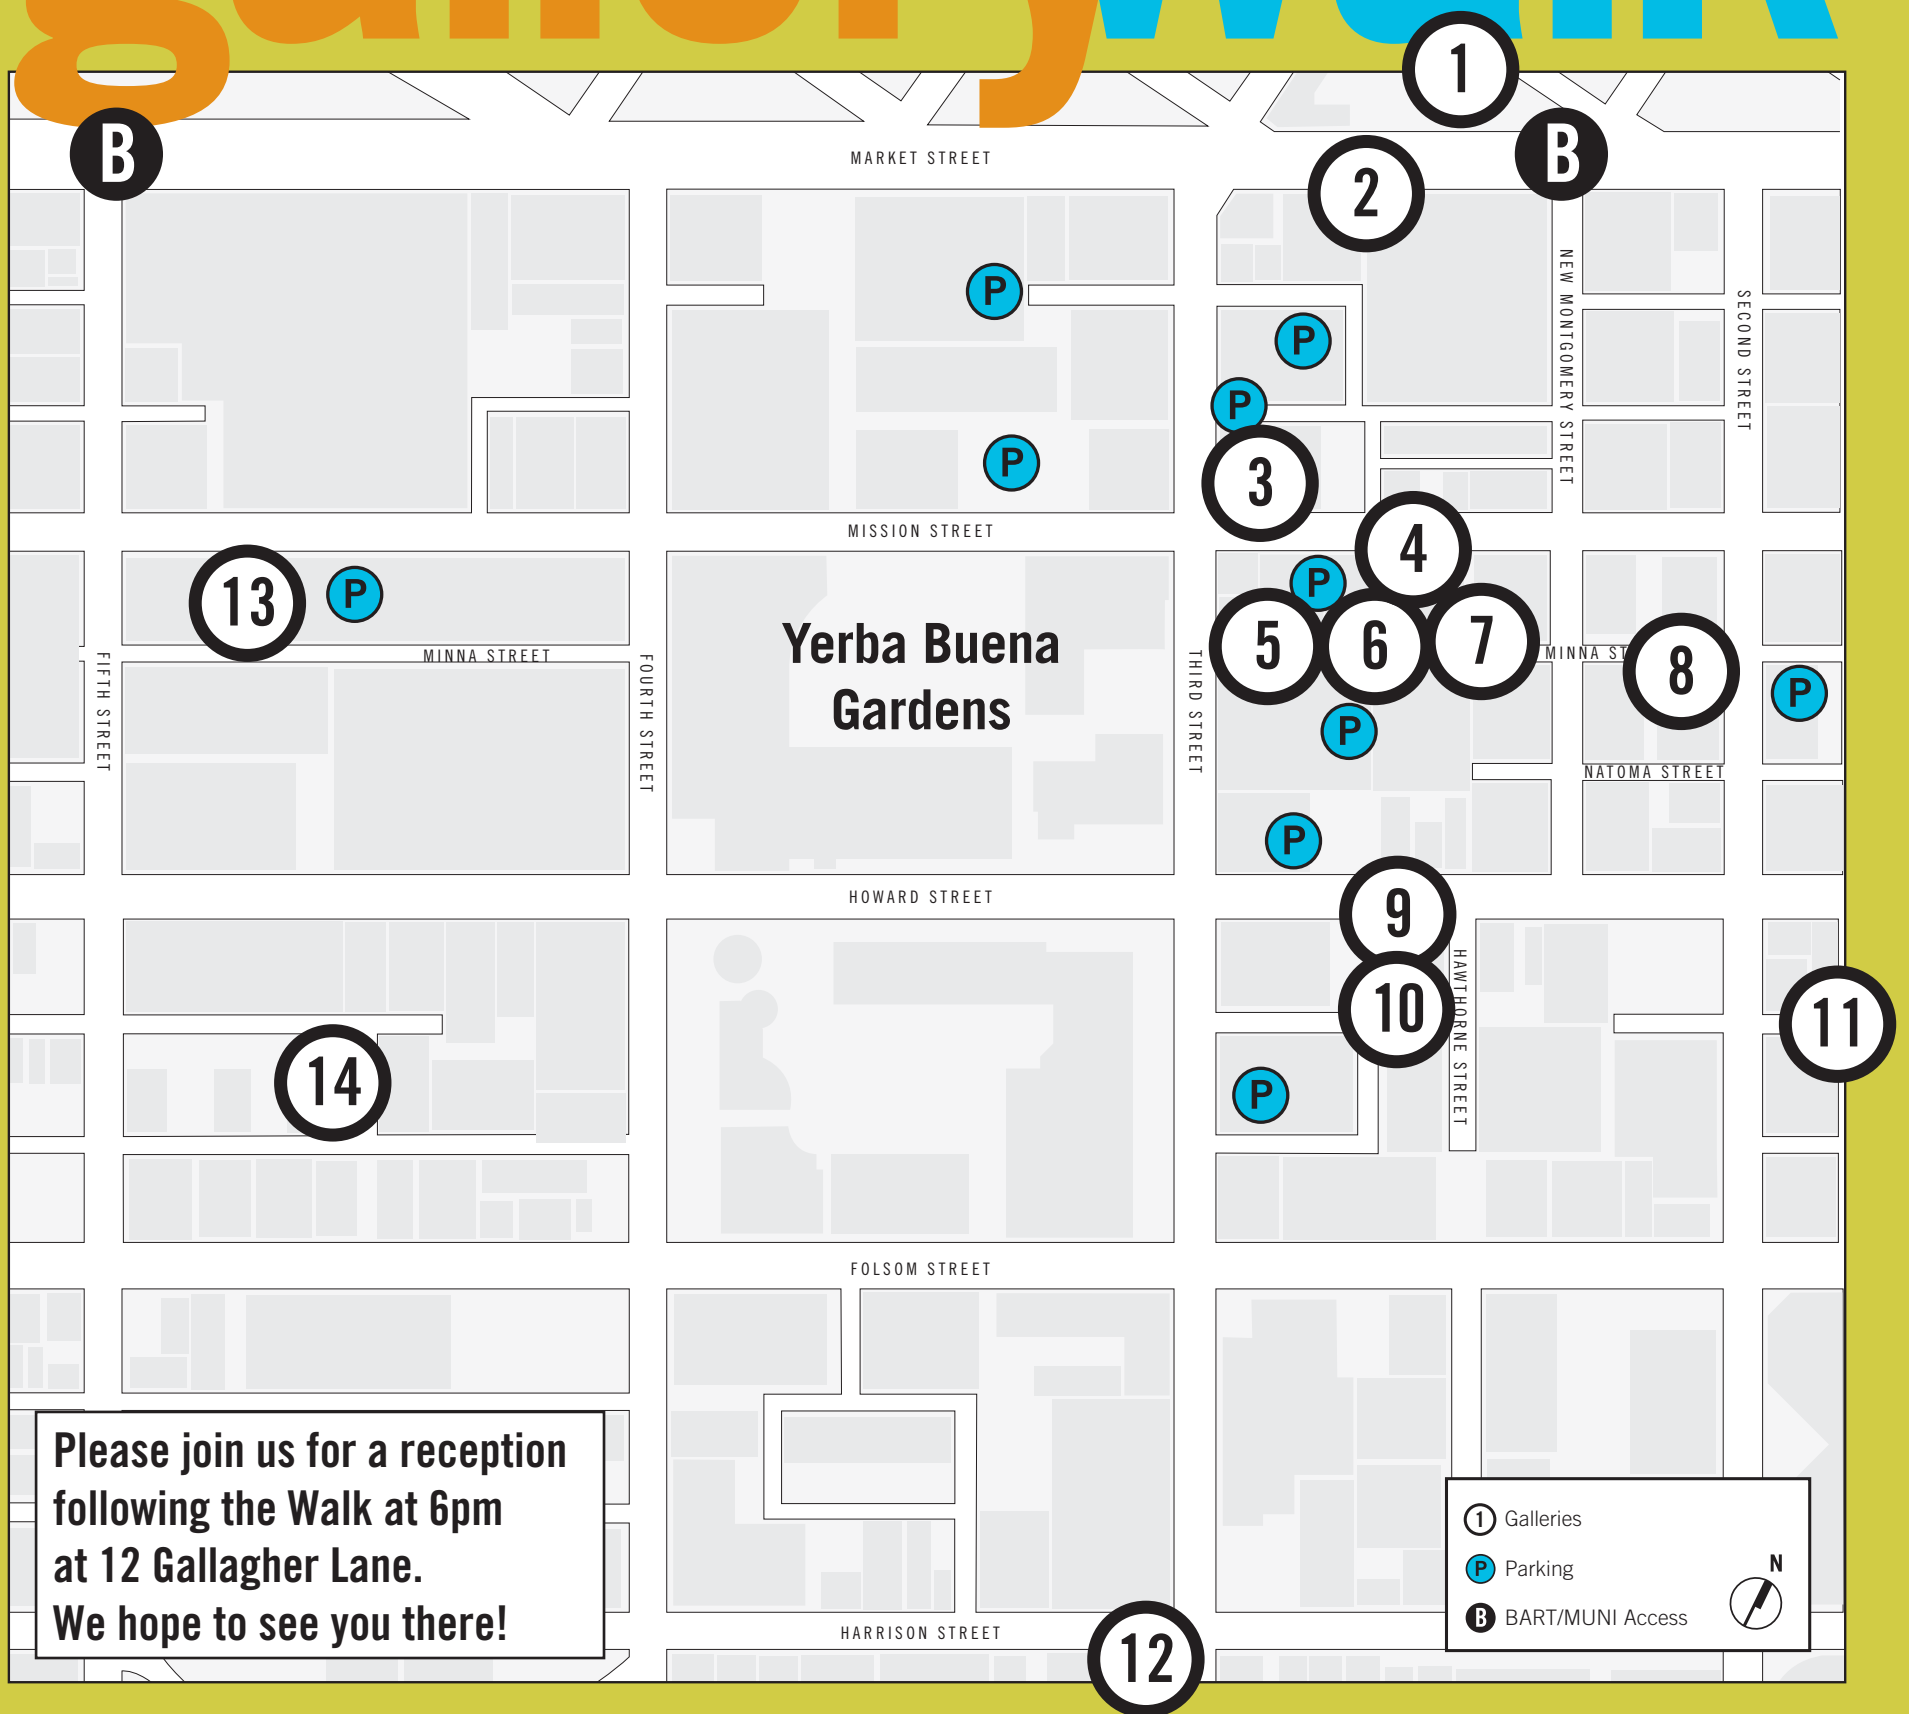 gallerywalk
1
B
B
MARKET STREET
2
P
NEW MONTGOMERY STREET
SECOND STREET
P
P
P
3
MISSION STREET
4
13
P
P
Yerba Buena
Gardens
5
6
7
8
MINNA STREET
MINNA ST
FIFTH STREET
FOURTH STREET
THIRD STREET
P
P
NATOMA STREET
P
HOWARD STREET
9
10
HAWTHORNE STREET
11
14
P
FOLSOM STREET
Please join us for a reception
following the Walk at 6pm
at 12 Gallagher Lane.
We hope to see you there!
HARRISON STREET
12
1 Galleries
P Parking
B BART/MUNI Access
N